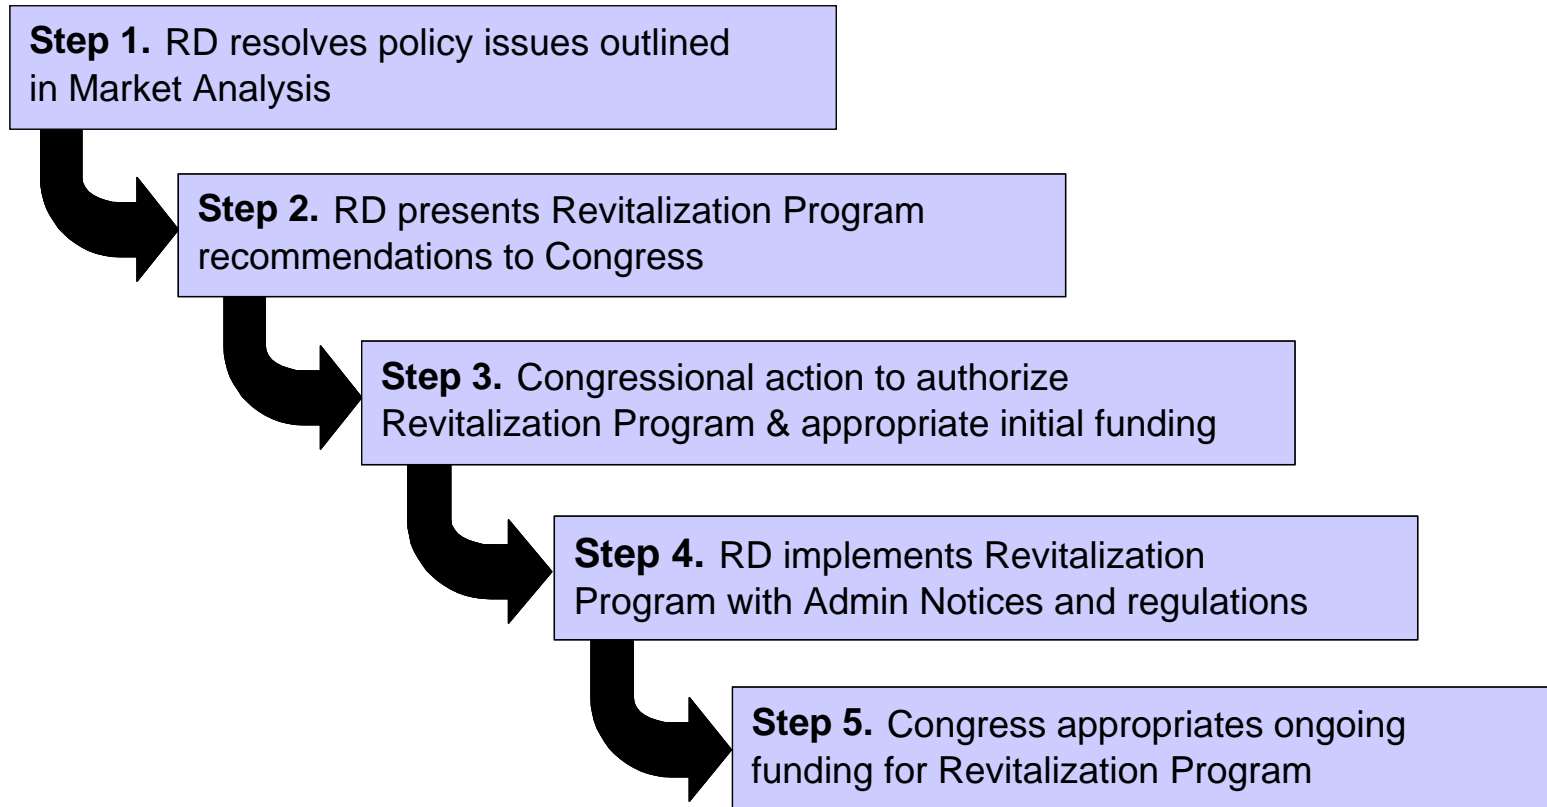 Step 1. RD resolves policy issues outlined
in Market Analysis
Step 2. RD presents Revitalization Program
recommendations to Congress
Step 3. Congressional action to authorize
Revitalization Program & appropriate initial funding
Step 4. RD implements Revitalization
Program with Admin Notices and regulations
Step 5. Congress appropriates ongoing
funding for Revitalization Program